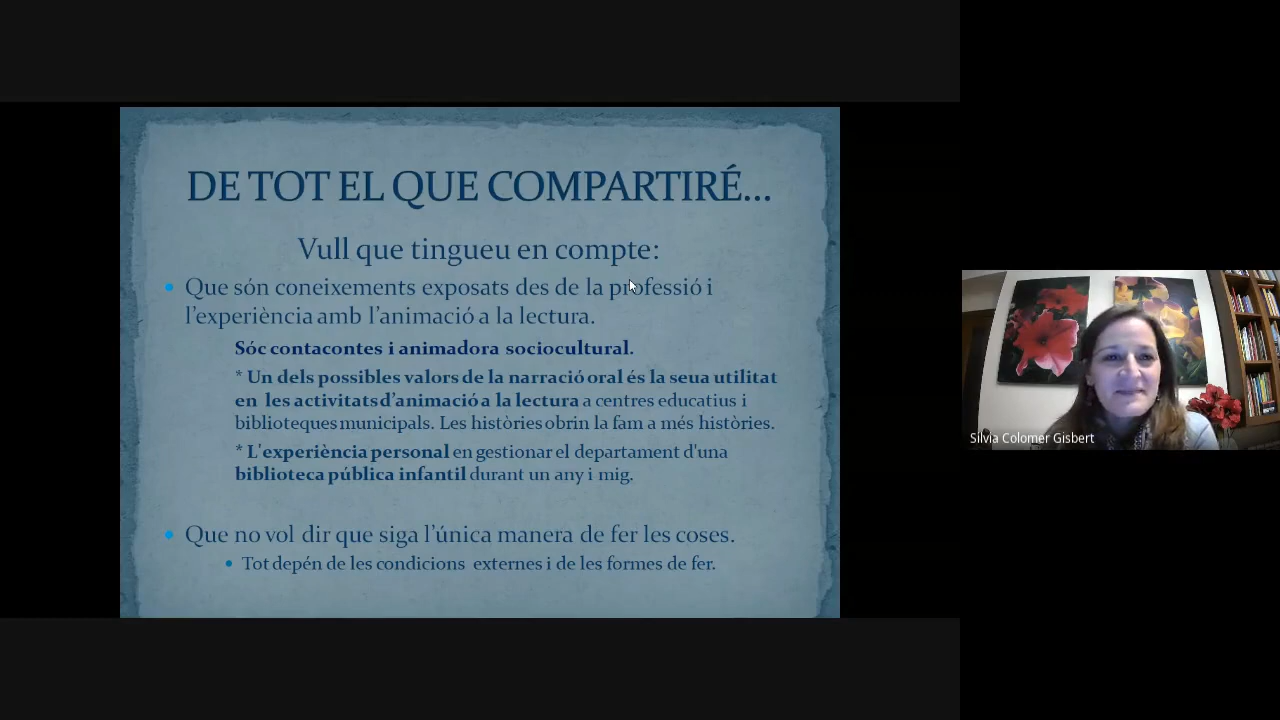 DE TOT EL QUE COMPARTIRÉ...
Vull que tingueu en compte:
• Que són coneixements exposats des de la professió i
l'experiència amb l'animació a la lectura.
Sóc contacontes i animadora sociocultural.
* Un dels possibles valors de la narració oral és la seua utilitat
en les activitats d'animació a la lectura a centres educatius i
biblioteques municipals. Les històries obrin la fam a més històries.
* L'experiència personal en gestionar el departament d'una
biblioteca pública infantil durant un any i mig.
• Que no vol dir que siga l'única manera de fer les coses.
• Tot depén de les condicions externes i de les formes de fer.
Silvia Colomer Gisbert